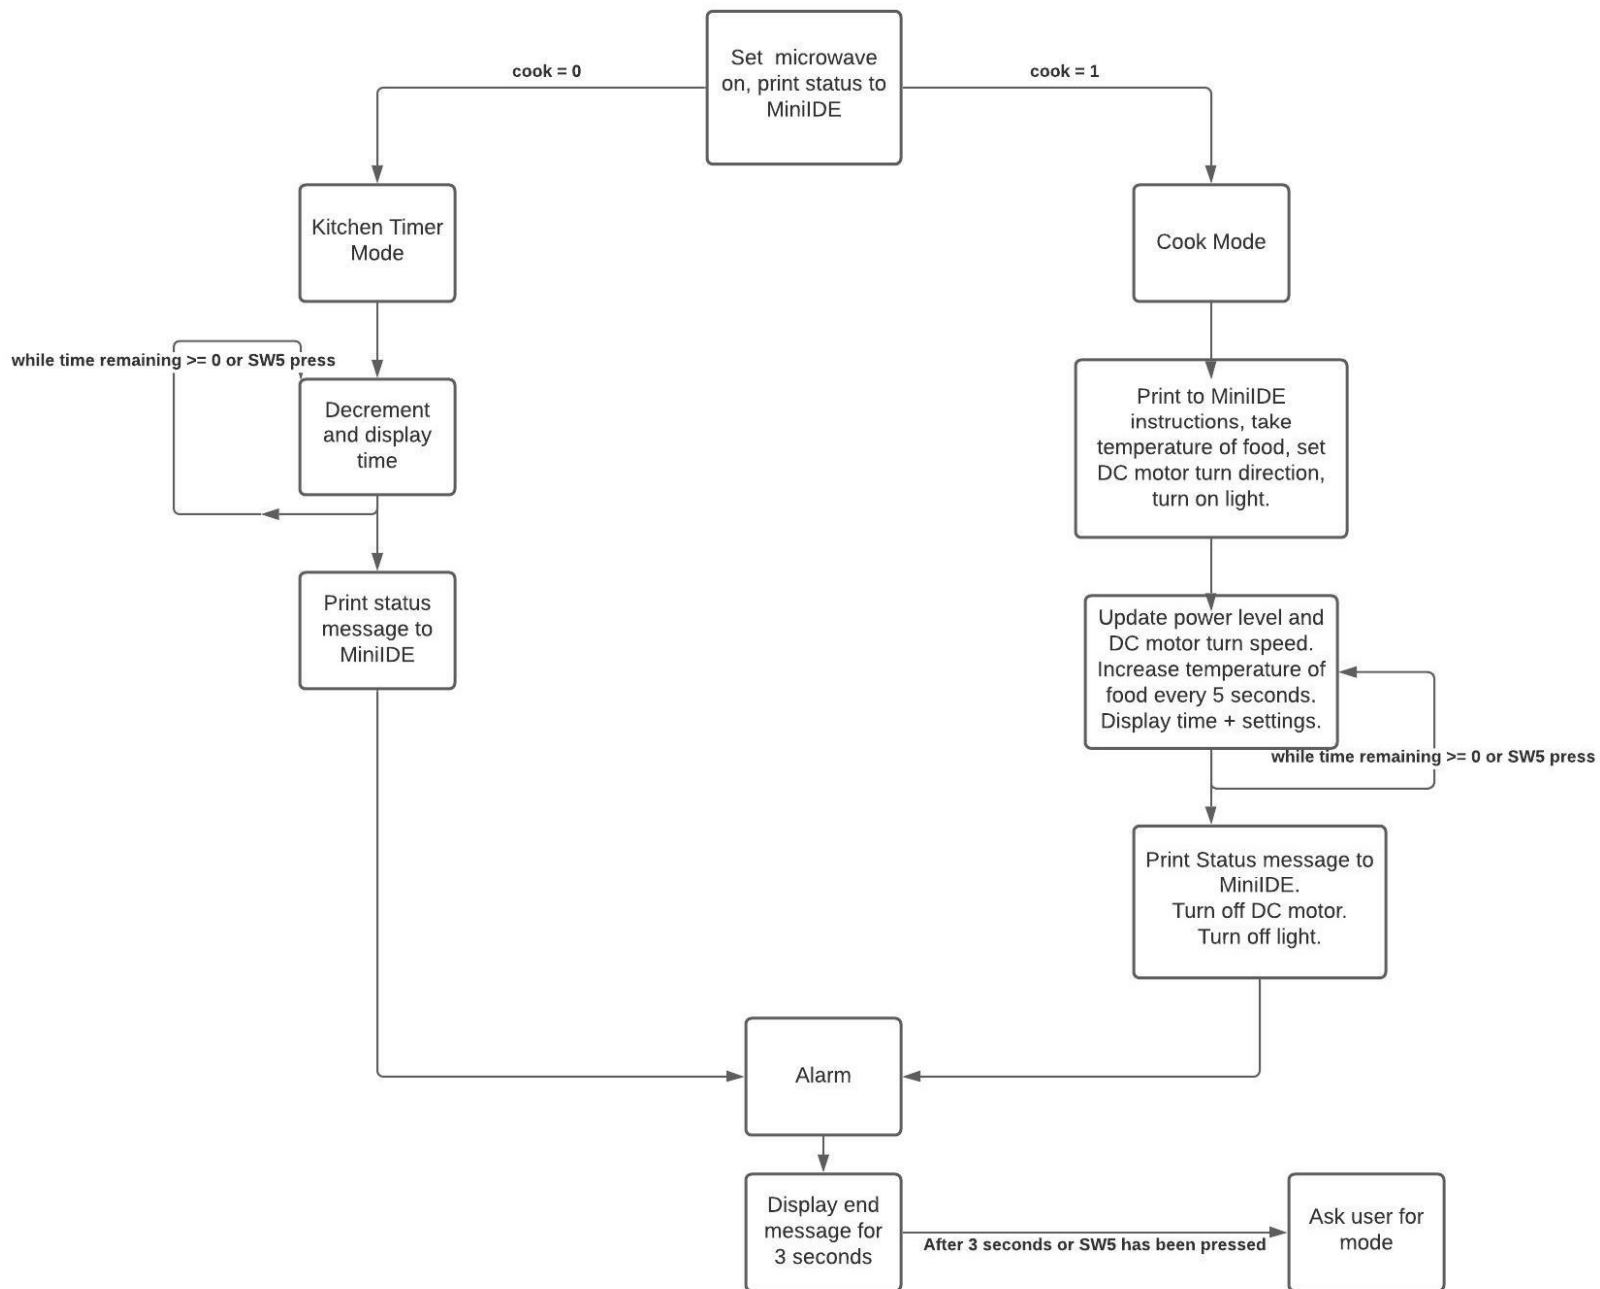 Set microwave
on, print status to
MiniIDE
cook = 0
cook = 1
Kitchen Timer
Mode
Cook Mode
while time remaining >= 0 or SW5 press
Decrement
and display
time
Print to MiniIDE
instructions, take
temperature of food, set
DC motor turn direction,
turn on light.
Print status
message to
MiniIDE
Update power level and
DC motor turn speed.
Increase temperature of
food every 5 seconds.
Display time + settings.
while time remaining >= 0 or SW5 press
Print Status message to
MiniIDE.
Turn off DC motor.
Turn off light.
Alarm
Display end
message for
3 seconds
After 3 seconds or SW5 has been pressed
Ask user for
mode